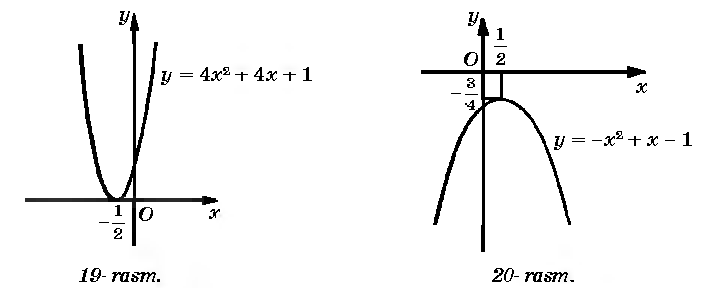 y
y = 4x² + 4x + 1
-1/2
O
x
19- rasm.
y
1/2
O
x
-3/4
y = -x² + x - 1
20- rasm.